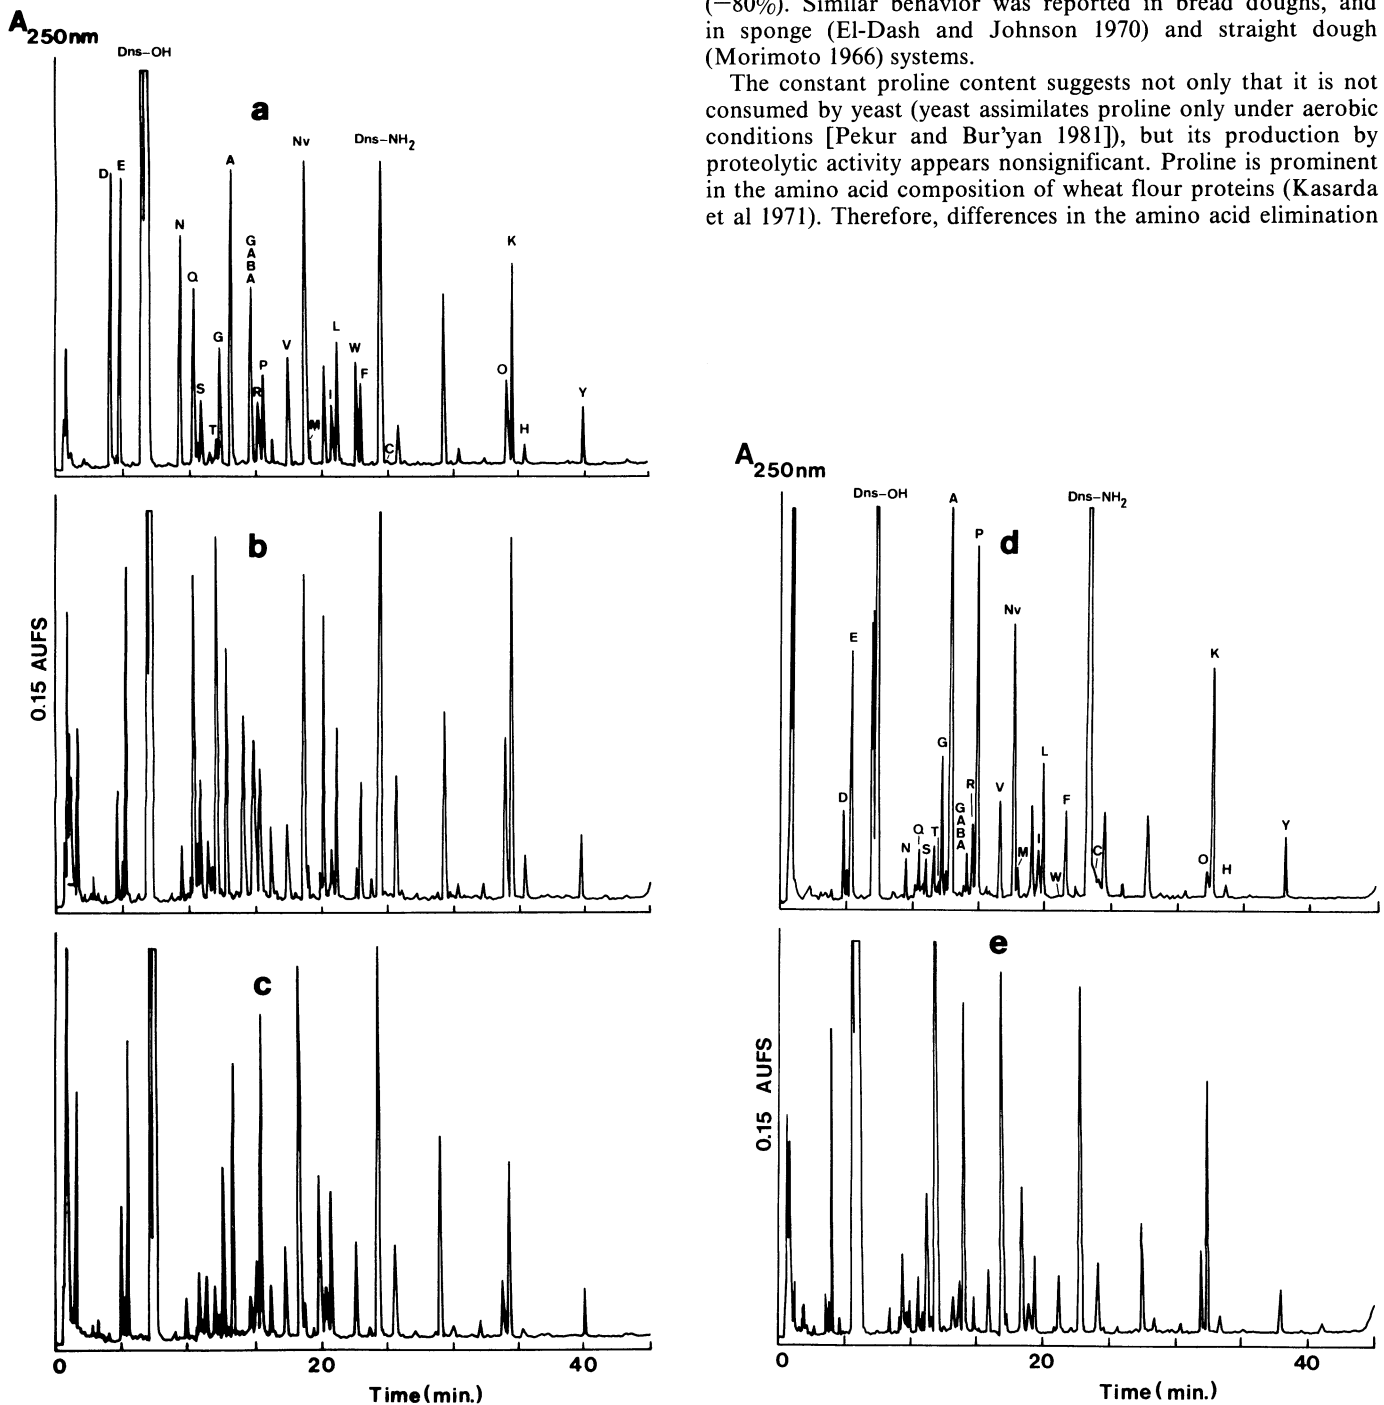 (−80%). Similar behavior was reported in bread doughs, and
in sponge (El-Dash and Johnson 1970) and straight dough
(Morimoto 1966) systems.
The constant proline content suggests not only that it is not
consumed by yeast (yeast assimilates proline only under aerobic
conditions [Pekur and Bur'yan 1981]), but its production by
proteolytic activity appears nonsignificant. Proline is prominent
in the amino acid composition of wheat flour proteins (Kasarda
et al 1971). Therefore, differences in the amino acid elimination
A250nm
Dns-OH
a
D
E
N
Q
S
T
G
A
GABA
R
P
V
Nv
M
I
L
W
F
Dns-NH2
C
O
K
H
Y
b
0.15 AUFS
c
0
20
40
Time(min.)
A250nm
Dns-OH
d
D
E
N
Q
S
T
G
A
GABA
R
P
V
Nv
M
I
L
W
F
Dns-NH2
C
O
K
H
Y
e
0.15 AUFS
0
20
40
Time(min.)